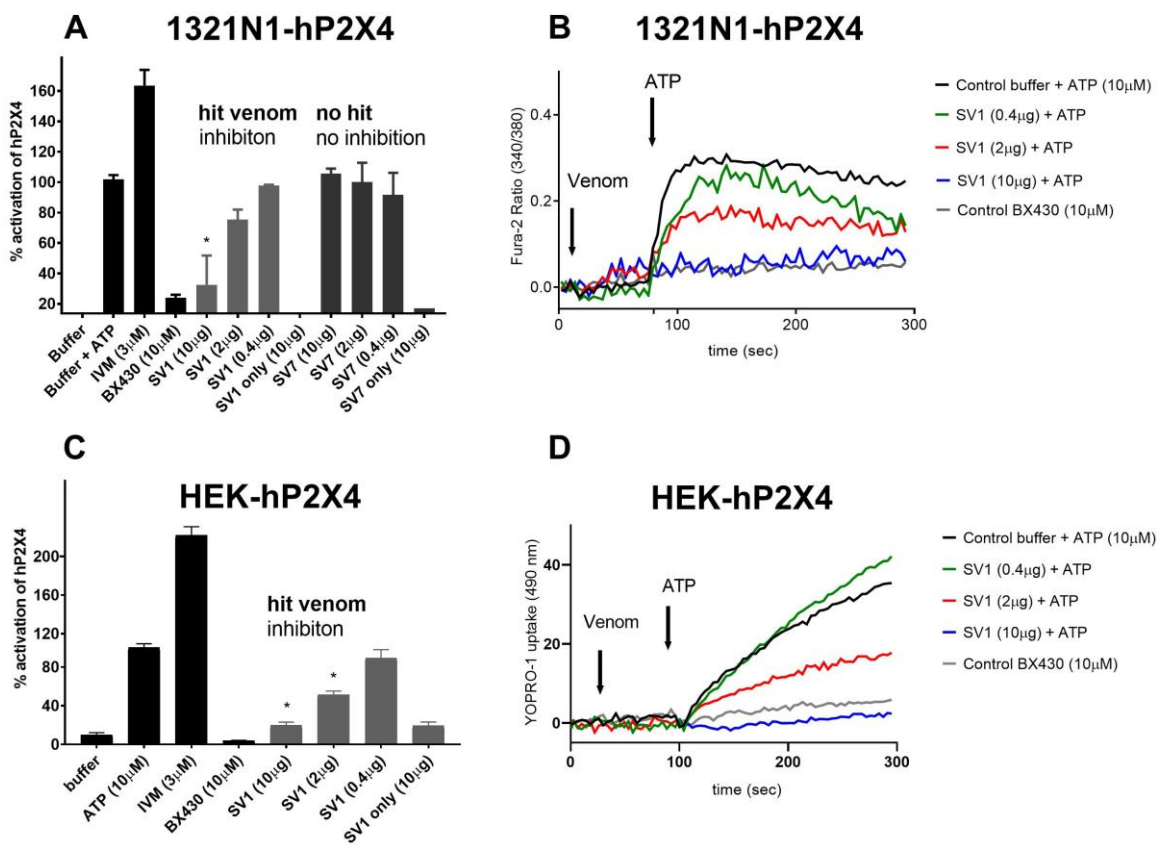 A
1321N1-hP2X4
% activation of hP2X4
160
140
120
100
80
60
40
20
hit venom
inhibiton
no hit
no inhibition
*
Buffer
Buffer + ATP
IVM (3μM)
BX430 (10μM)
SV1 (10μg)
SV1 (2μg)
SV1 (0.4μg)
SV1 only (10μg)
SV7 (10μg)
SV7 (2μg)
SV7 (0.4μg)
SV7 only (10μg)
B
1321N1-hP2X4
Fura-2 Ratio (340/380)
0.4
0.2
0.0
Venom
ATP
0
100
200
300
time (sec)
Control buffer + ATP (10μM)
SV1 (0.4μg) + ATP
SV1 (2μg) + ATP
SV1 (10μg) + ATP
Control BX430 (10μM)
C
HEK-hP2X4
% activation of hP2X4
200
120
80
40
0
hit venom
inhibiton
*
*
buffer
ATP (10μM)
IVM (3μM)
BX430 (10μM)
SV1 (10μg)
SV1 (2μg)
SV1 (0.4μg)
SV1 only (10μg)
D
HEK-hP2X4
YOPRO-1 uptake (490 nm)
40
20
0
Venom
ATP
0
100
200
300
time (sec)
Control buffer + ATP (10μM)
SV1 (0.4μg) + ATP
SV1 (2μg) + ATP
SV1 (10μg) + ATP
Control BX430 (10μM)